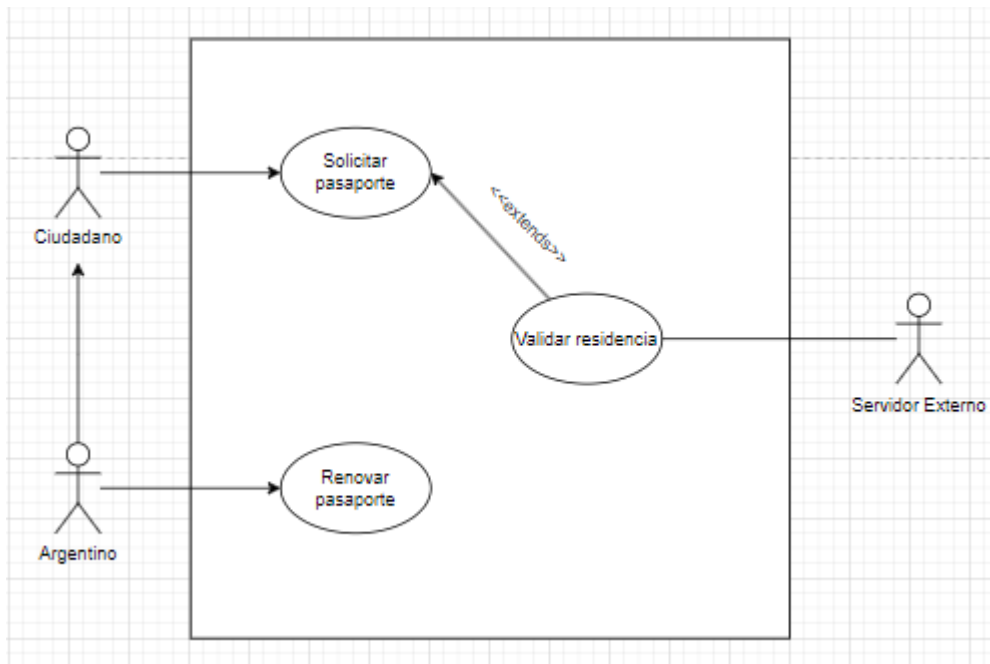 Solicitar
pasaporte
<<extends>>
Ciudadano
Validar residencia
Servidor Externo
Renovar
pasaporte
Argentino